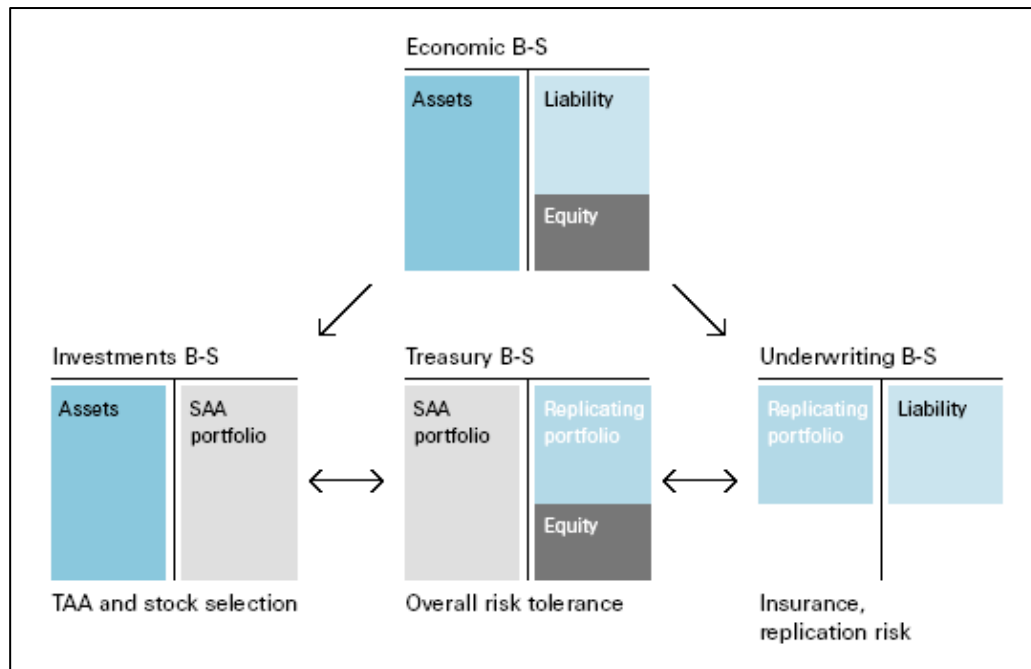 Economic B-S
Assets
Liability
Equity
Investments B-S
Treasury B-S
Underwriting B-S
Assets
SAA
portfolio
SAA
portfolio
Replicating
portfolio
Equity
Replicating
portfolio
Liability
TAA and stock selection
Overall risk tolerance
Insurance,
replication risk